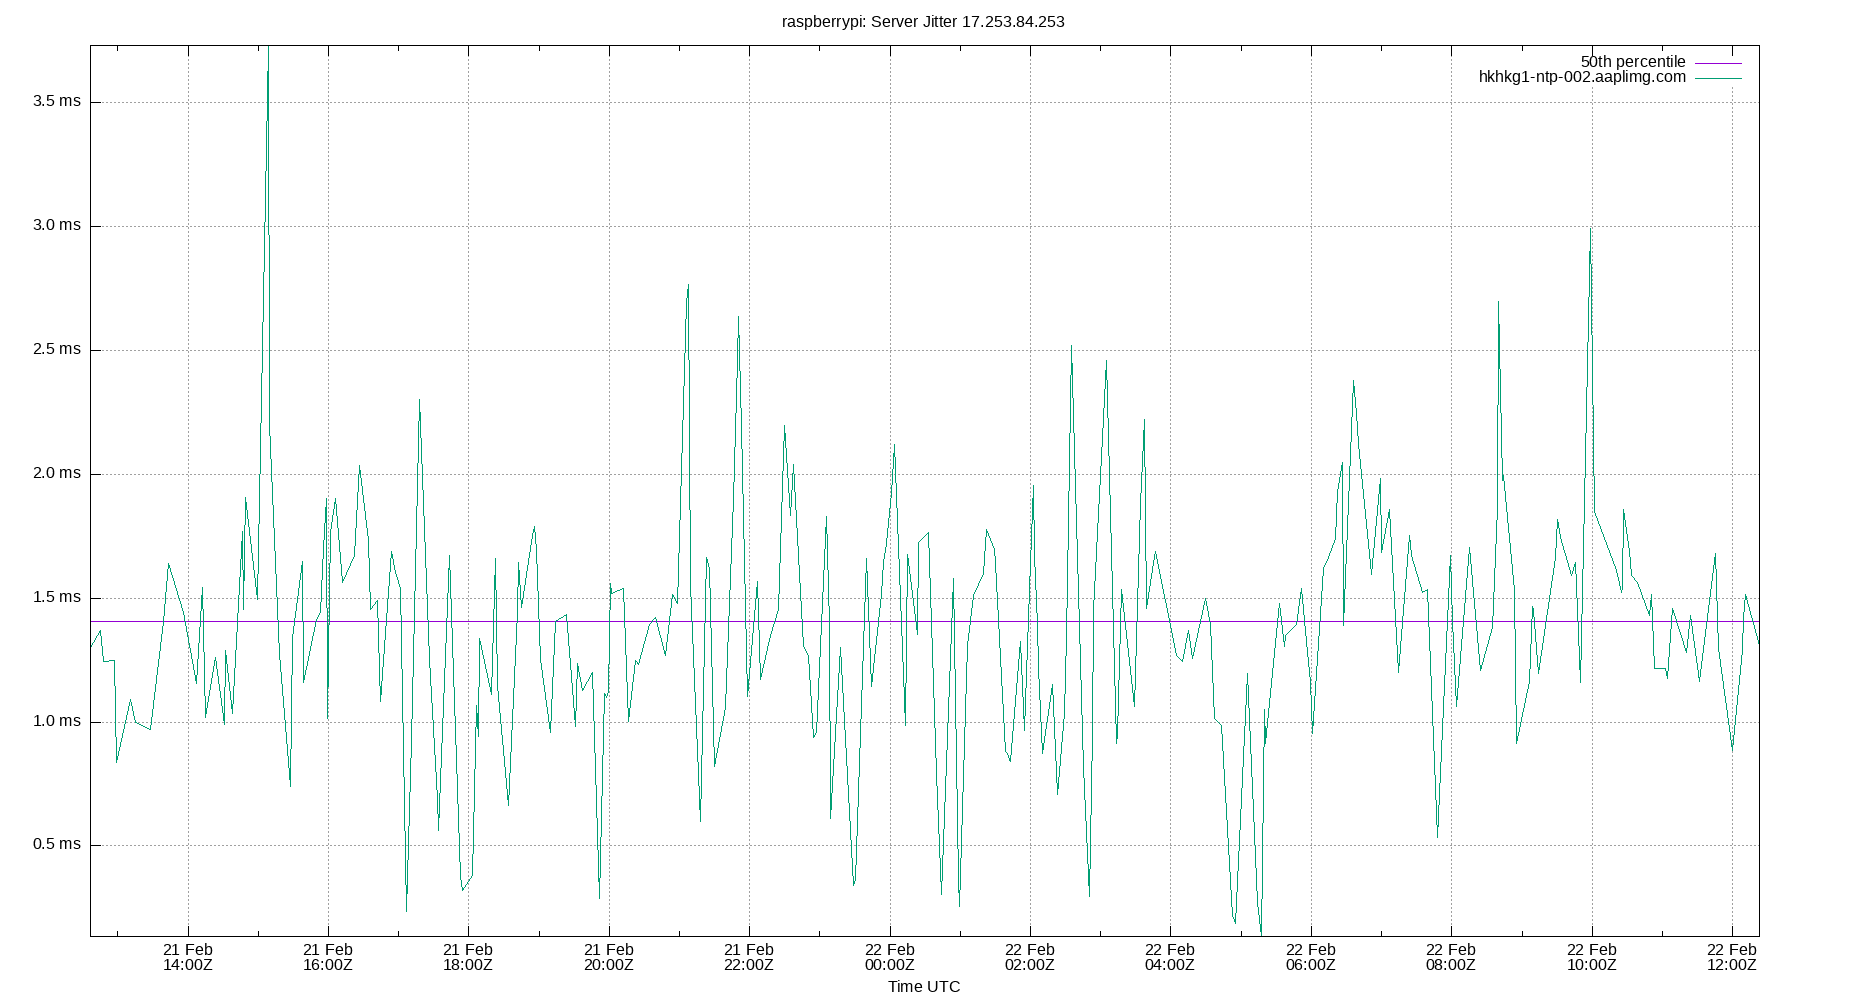 raspberrypi: Server Jitter 17.253.84.253
50th percentile
hkhkg1-ntp-002.aaplimg.com
3.5 ms
3.0 ms
2.5 ms
2.0 ms
1.5 ms
1.0 ms
0.5 ms
21 Feb 21 Feb 21 Feb 21 Feb 21 Feb 22 Feb 22 Feb 22 Feb 22 Feb 22 Feb 22 Feb 22 Feb
14:00Z 16:00Z 18:00Z 20:00Z 22:00Z 00:00Z 02:00Z 04:00Z 06:00Z 08:00Z 10:00Z 12:00Z
Time UTC